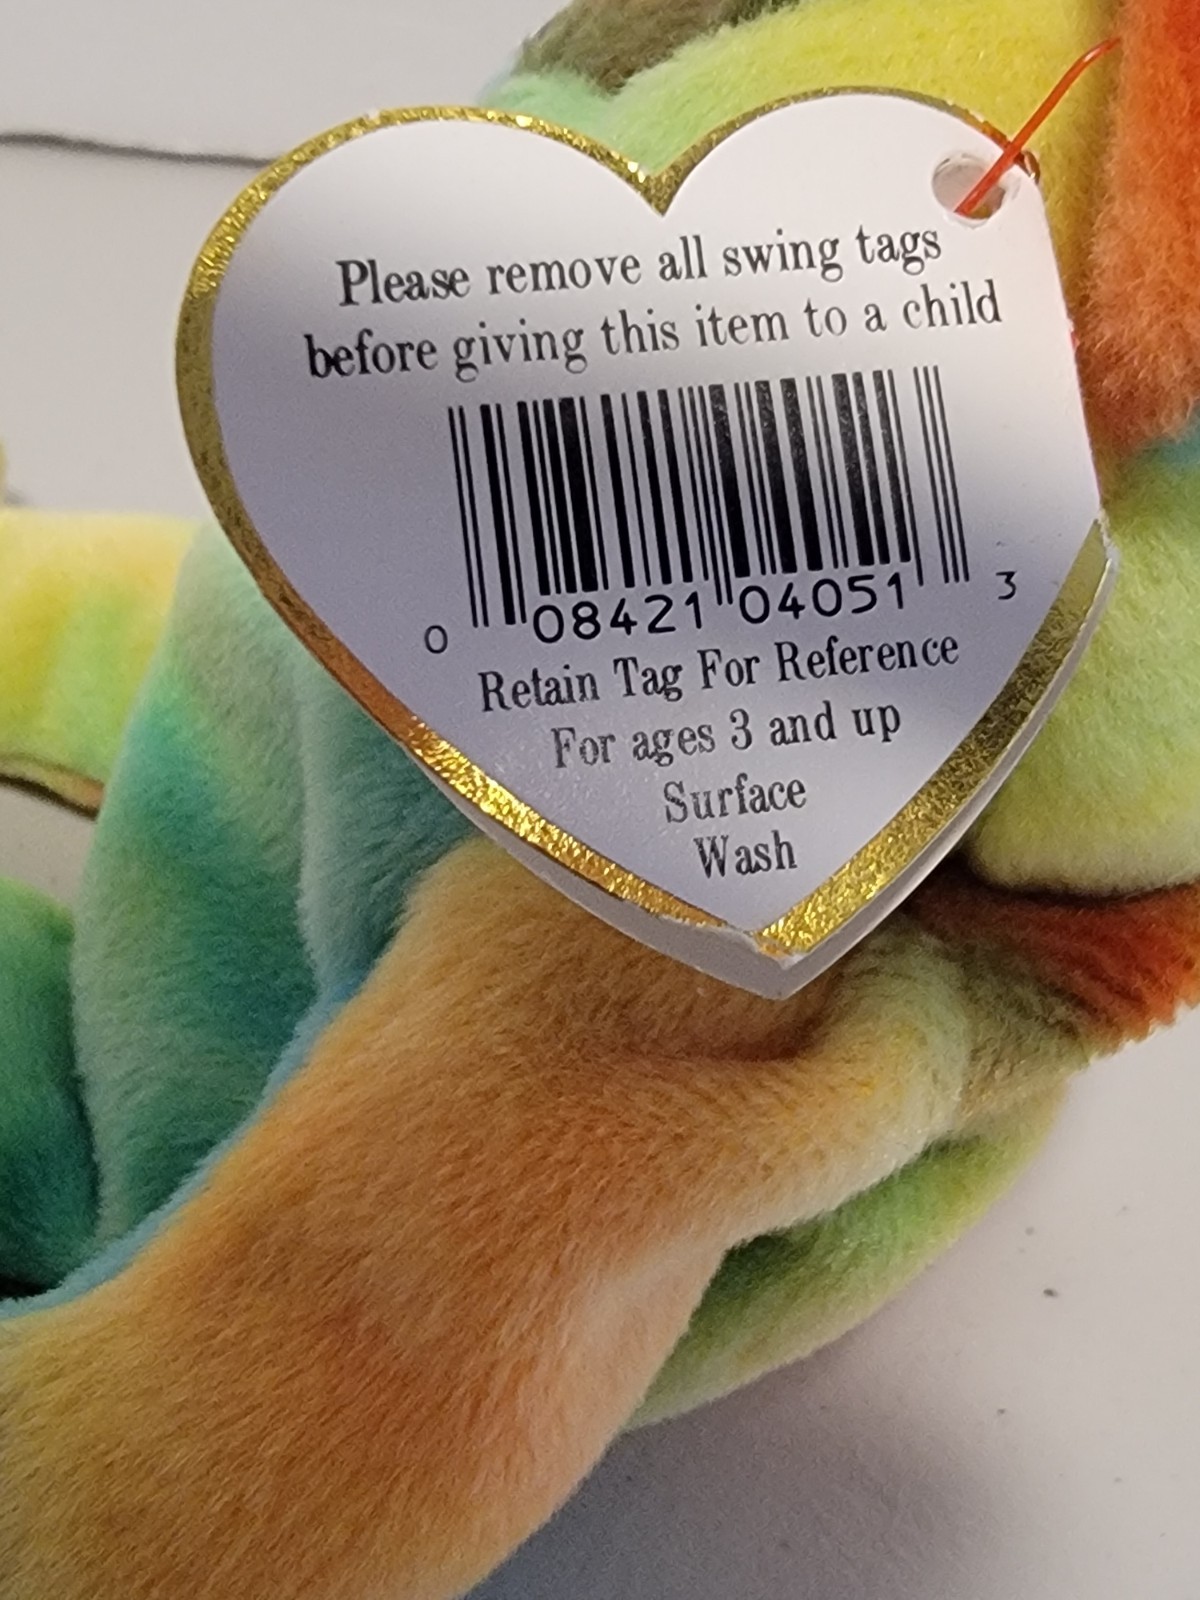 Please remove all swing tags
before giving this item to a child
0 08421 04051 3
Retain Tag For Reference
For ages 3 and up
Surface
Wash